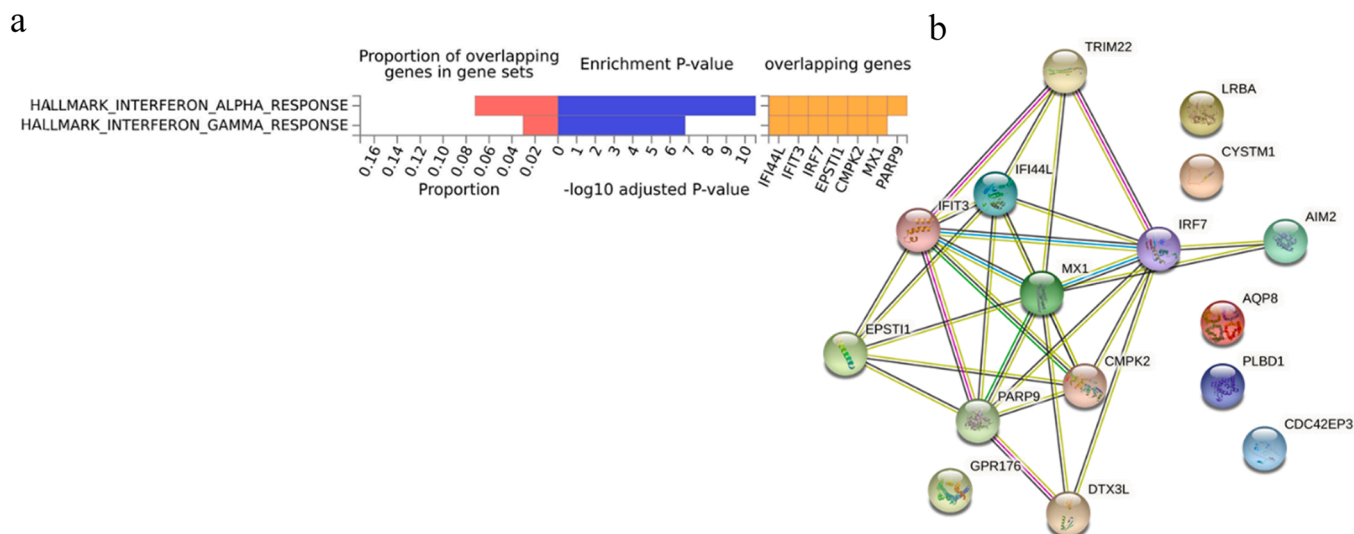 a
Proportion of overlapping
genes in gene sets
Enrichment P-value
overlapping genes
HALLMARK_INTERFERON_ALPHA_RESPONSE
HALLMARK_INTERFERON_GAMMA_RESPONSE
0.16
0.14
0.12
0.10
0.08
0.06
0.04
0.02
0
1
2
3
4
5
6
7
8
9
10
IFI44L
IFIT3
IRF7
EPSTI1
CMPK2
MX1
PARP9
Proportion
-log10 adjusted P-value
b
TRIM22
LRBA
CYSTM1
IFI44L
IFIT3
IRF7
AIM2
MX1
AQP8
EPSTI1
CMPK2
PLBD1
PARP9
CDC42EP3
GPR176
DTX3L